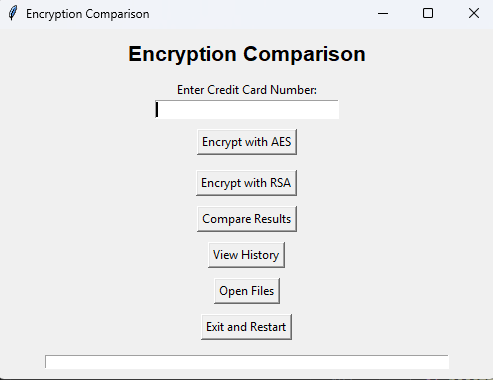 Encryption Comparison
Encryption Comparison
Enter Credit Card Number:
Encrypt with AES
Encrypt with RSA
Compare Results
View History
Open Files
Exit and Restart